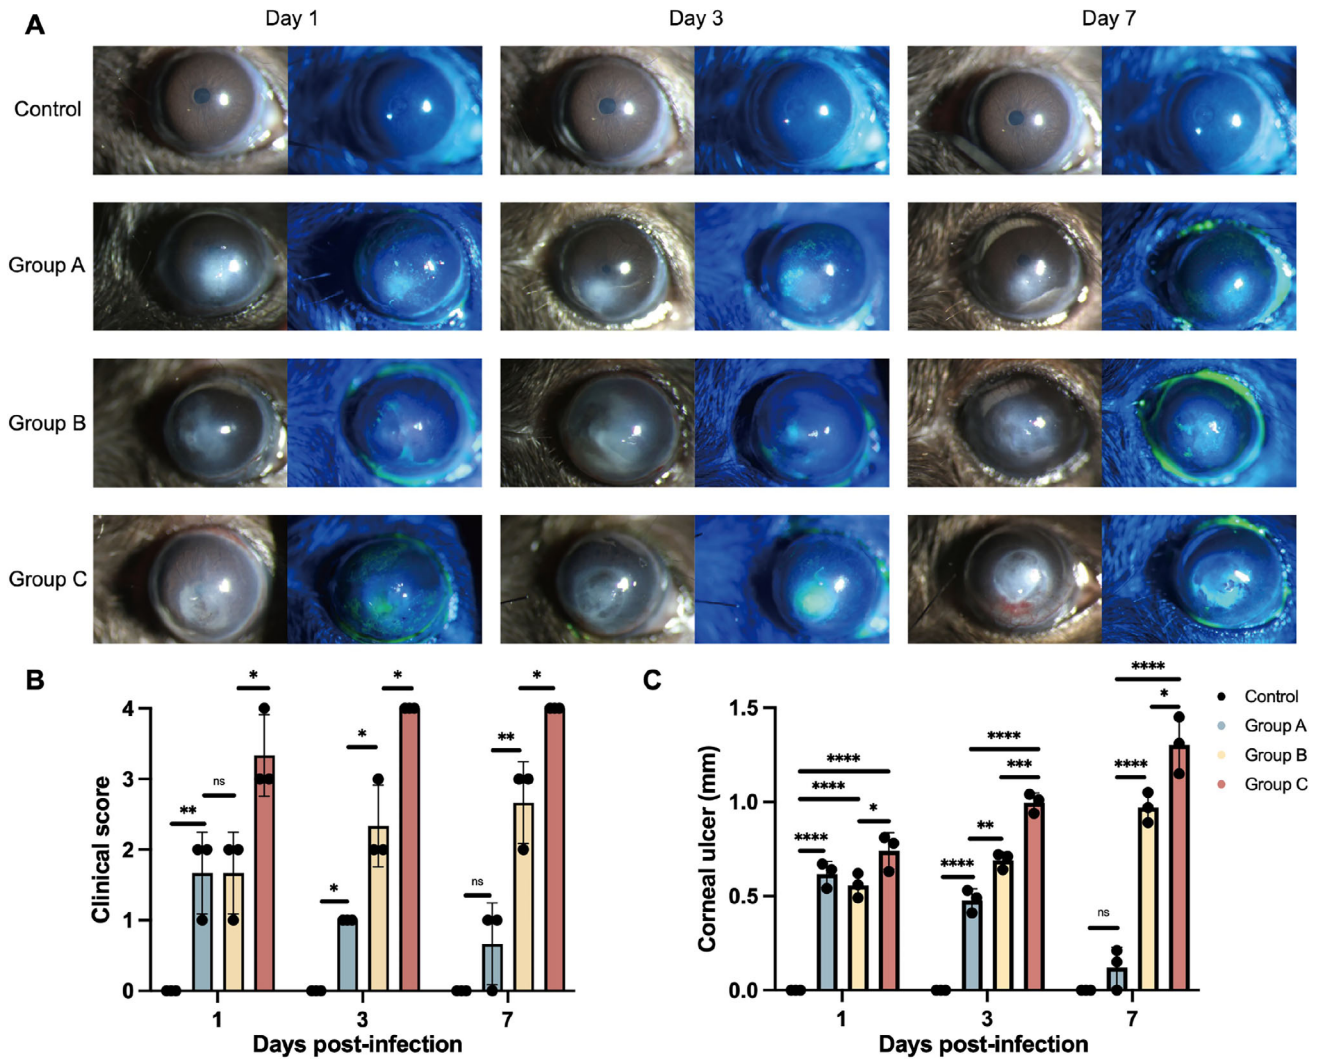 A
Day 1
Day 3
Day 7
Control
Group A
Group B
Group C
B
Clinical score
4
3
2
1
0
**
ns
*
*
*
*
ns
**
*
1
3
7
Days post-infection
C
Corneal ulcer (mm)
1.5
1.0
0.5
0.0
****
****
****
*
****
**
***
****
ns
****
*
****
1
3
7
Days post-infection
Control
Group A
Group B
Group C